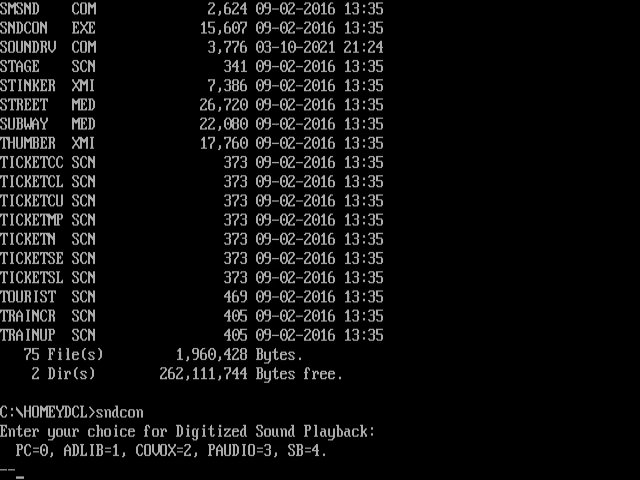 SMSND    COM              2,624 09-02-2016 13:35
SNDCON   EXE             15,607 09-02-2016 13:35
SOUNDRV  COM              3,776 03-10-2021 21:24
STAGE    SCN                341 09-02-2016 13:35
STINKER  XMI              7,386 09-02-2016 13:35
STREET   MED             26,720 09-02-2016 13:35
SUBWAY   MED             22,080 09-02-2016 13:35
THUMBER  XMI             17,760 09-02-2016 13:35
TICKETCC SCN                373 09-02-2016 13:35
TICKETCL SCN                373 09-02-2016 13:35
TICKETCU SCN                373 09-02-2016 13:35
TICKETMP SCN                373 09-02-2016 13:35
TICKETN  SCN                373 09-02-2016 13:35
TICKETSE SCN                373 09-02-2016 13:35
TICKETSL SCN                373 09-02-2016 13:35
TOURIST  SCN                469 09-02-2016 13:35
TRAINCR  SCN                405 09-02-2016 13:35
TRAINUP  SCN                405 09-02-2016 13:35
   75 File(s)         1,960,428 Bytes.
    2 Dir(s)        262,111,744 Bytes free.
C:\HOMEYDCL>sndcon
Enter your choice for Digitized Sound Playback:
  PC=0, ADLIB=1, COVOX=2, PAUDIO=3, SB=4.
--_